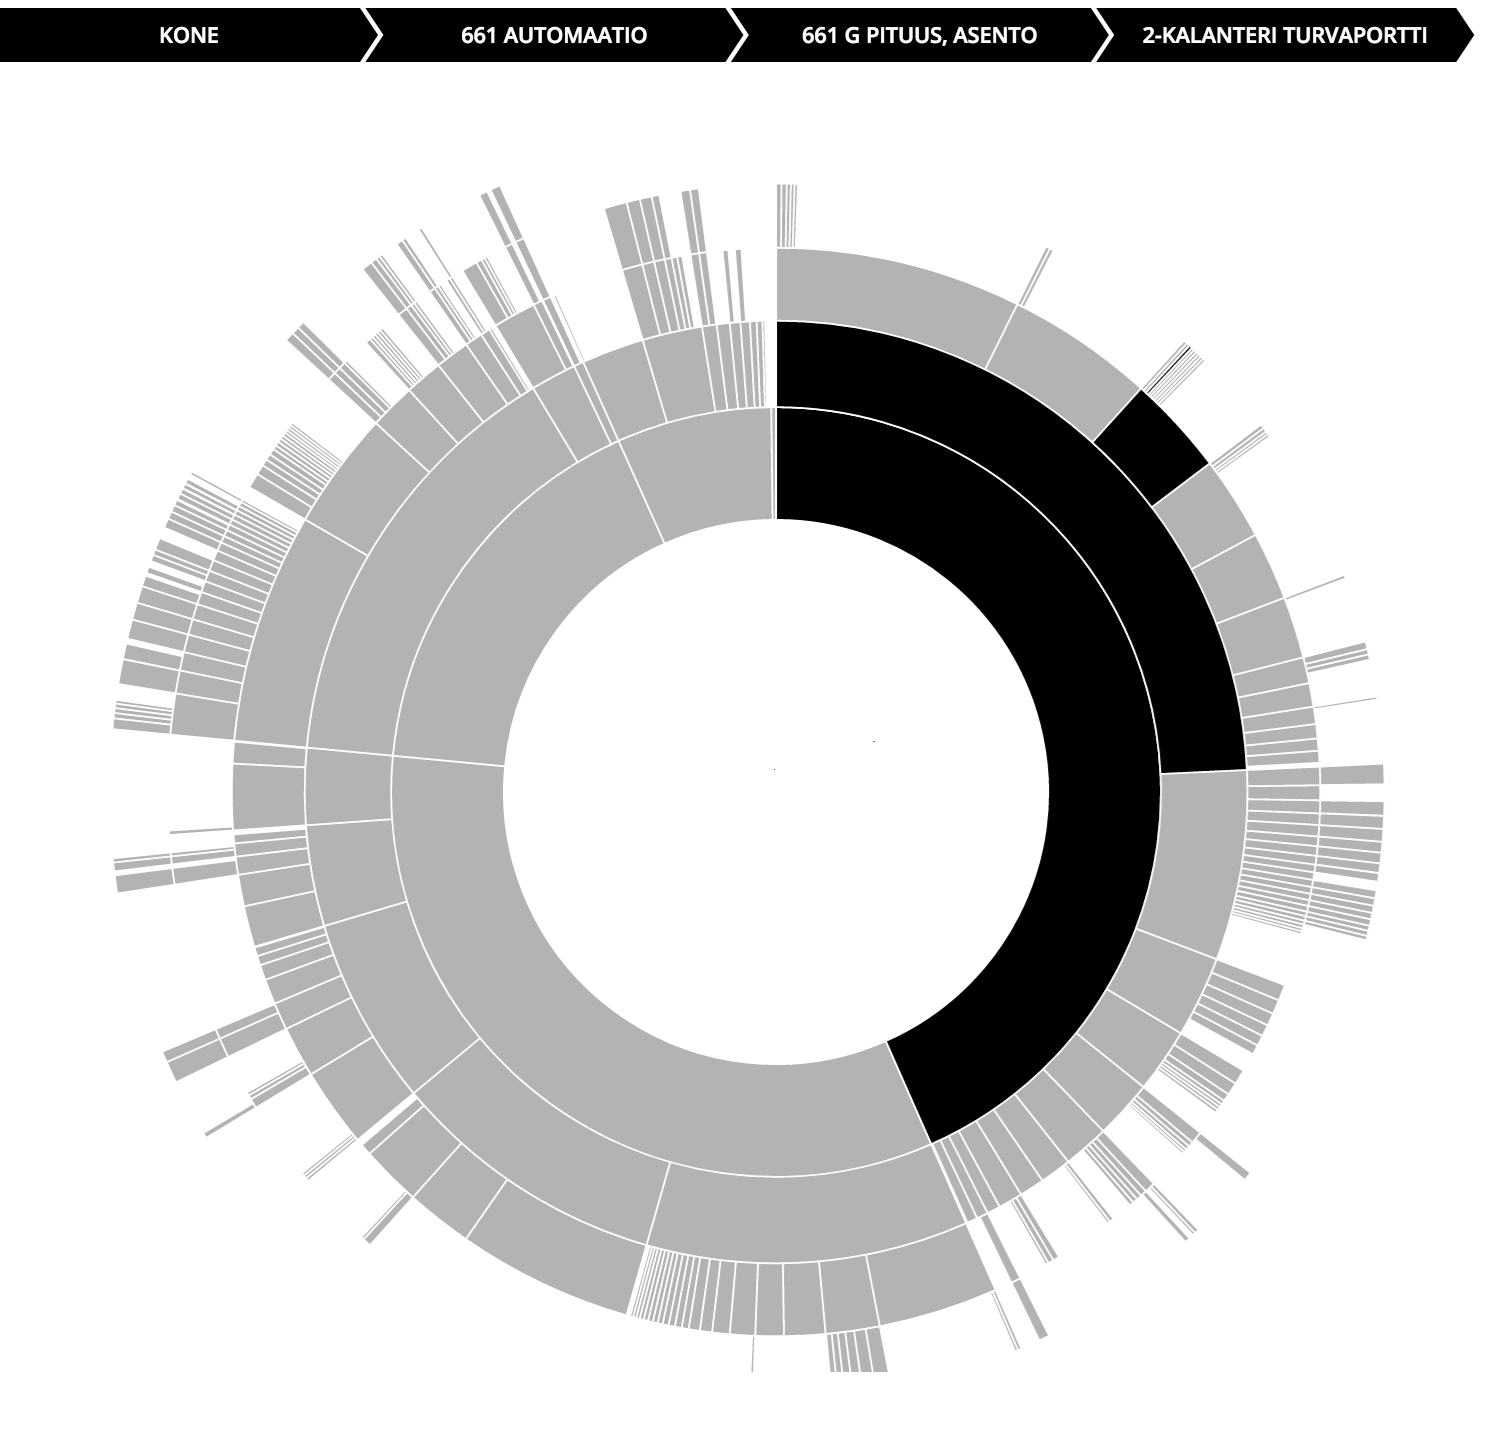 KONE
661 AUTOMAATIO
661 G PITUUS, ASENTO
2-KALANTERI TURVAPORTTI